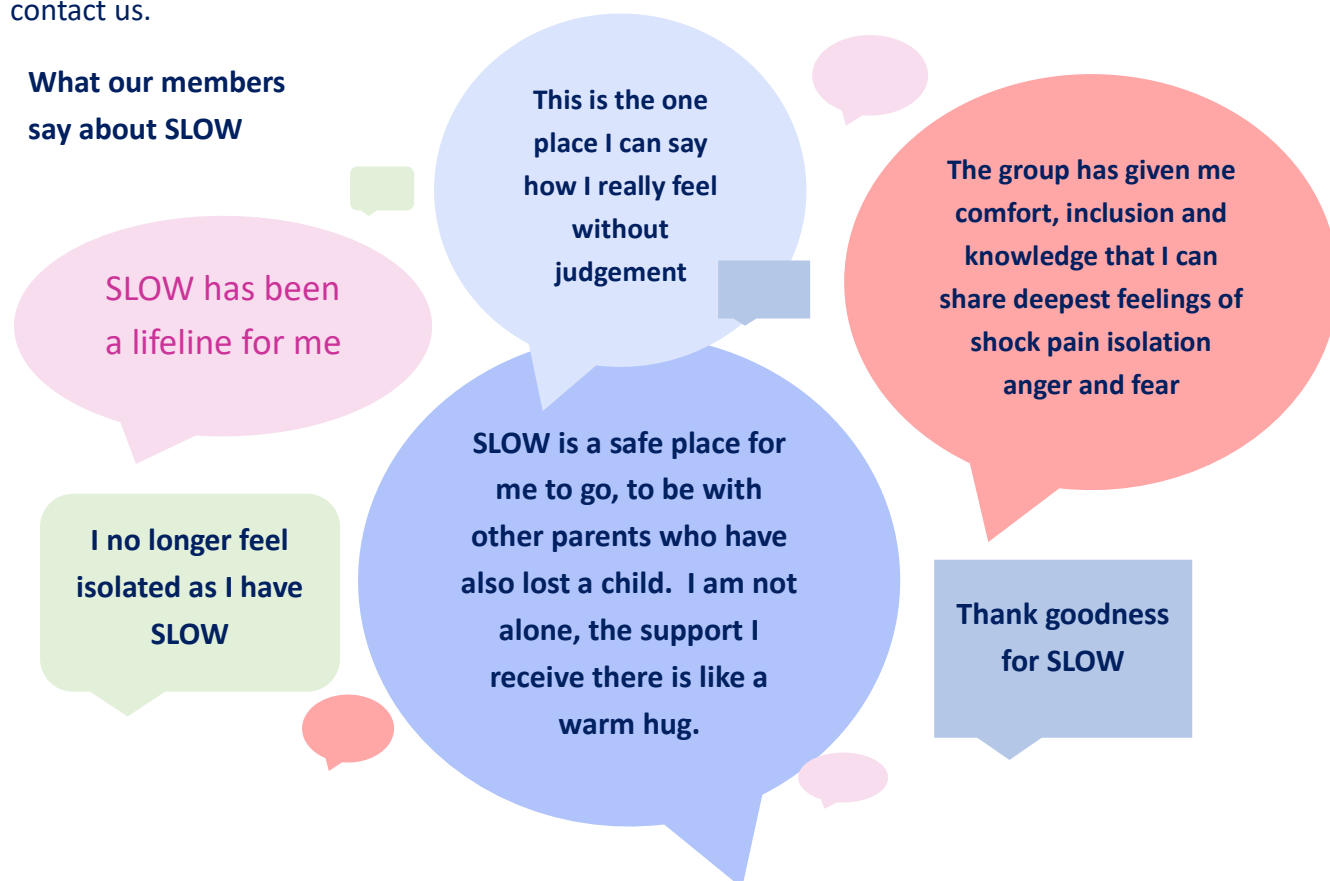 contact us.
What our members
say about SLOW
This is the one
place I can say
how I really feel
without
judgement
The group has given me
comfort, inclusion and
knowledge that I can
share deepest feelings of
shock pain isolation
anger and fear
SLOW has been
a lifeline for me
SLOW is a safe place for
me to go, to be with
other parents who have
also lost a child.  I am not
alone, the support I
receive there is like a
warm hug.
I no longer feel
isolated as I have
SLOW
Thank goodness
for SLOW